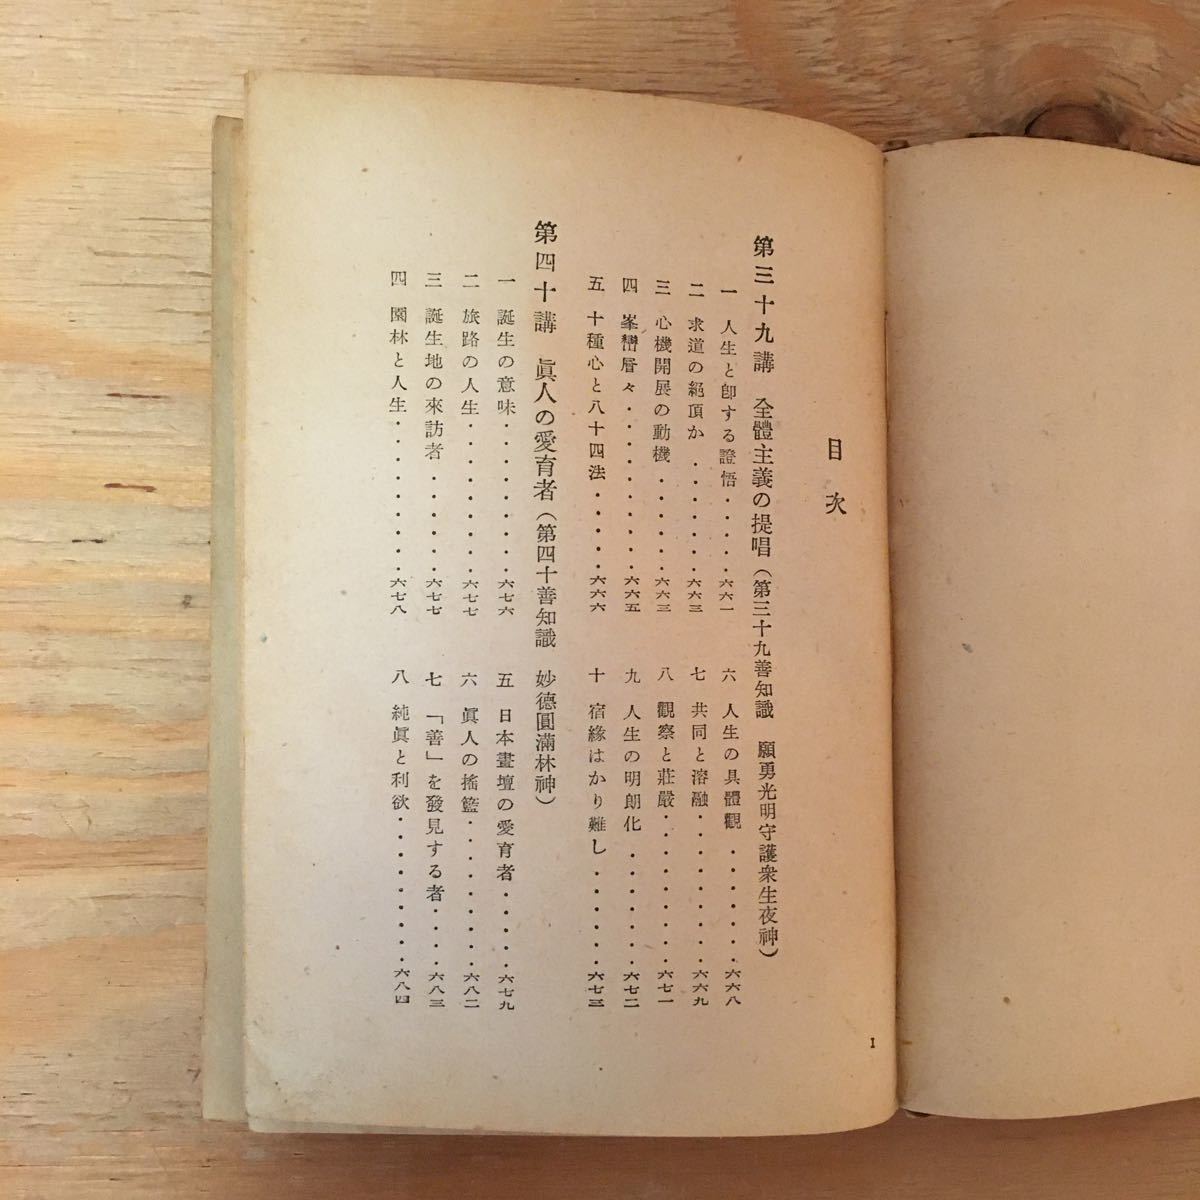 目次
第三十九講　全體主義の提唱（第三十九善知識　願勇光明守護衆生夜神）
一　人生と卽する證悟・・・・六六一
六　人生の具體觀・・・・・・・六六八
二　求道の絕頂か・・・・・・六六三
七　共同と溶融・・・・・・・・六六九
三　心機開展の動機・・・・・六六三
八　觀察と莊嚴・・・・・・・・六七一
四　峯巒層々・・・・・・・・六六五
九　人生の明朗化・・・・・・・六七二
五　十種心と八十四法・・・・・六六六
十　宿緣はかり難し・・・・・・六七三
第四十講　眞人の愛育者（第四十善知識　妙德圓滿林神）
一　誕生の意味・・・・・・・六七六
五　日本畫壇の愛育者・・・・・六七九
二　旅路の人生・・・・・・・六七七
六　眞人の搖籃・・・・・・・・六八二
三　誕生地の來訪者・・・・・六七七
七　「善」を發見する者・・・・六八三
四　園林と人生・・・・・・・・六七八
八　純眞と利欲・・・・・・・・六八四
1